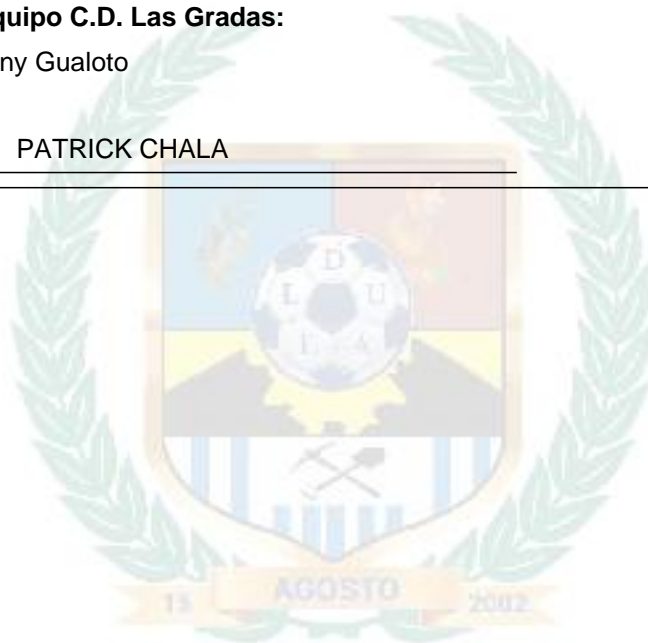 quipo C.D. Las Gradas:
ny Gualoto
PATRICK CHALA
D
L U
E A
15 AGOSTO 2002